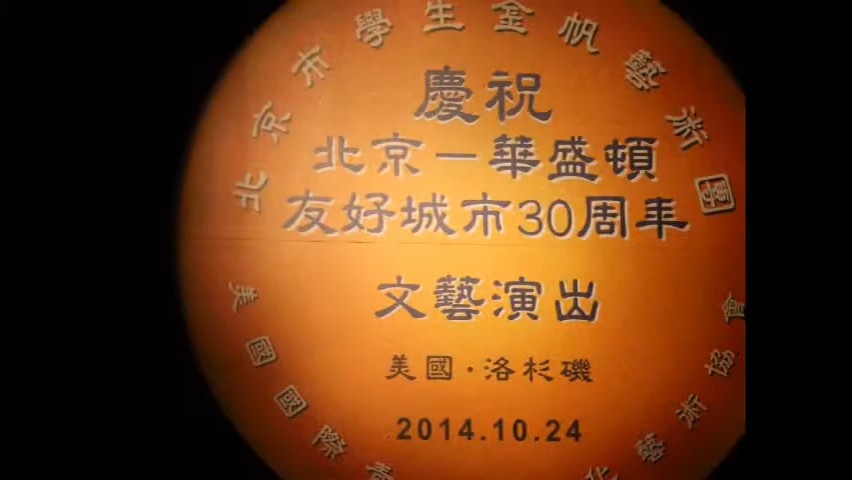 北京市學生金帆藝術團
慶祝
北京一華盛頓
友好城市30周年
文藝演出
美國·洛杉磯
2014.10.24
美國國際青
化藝術協會